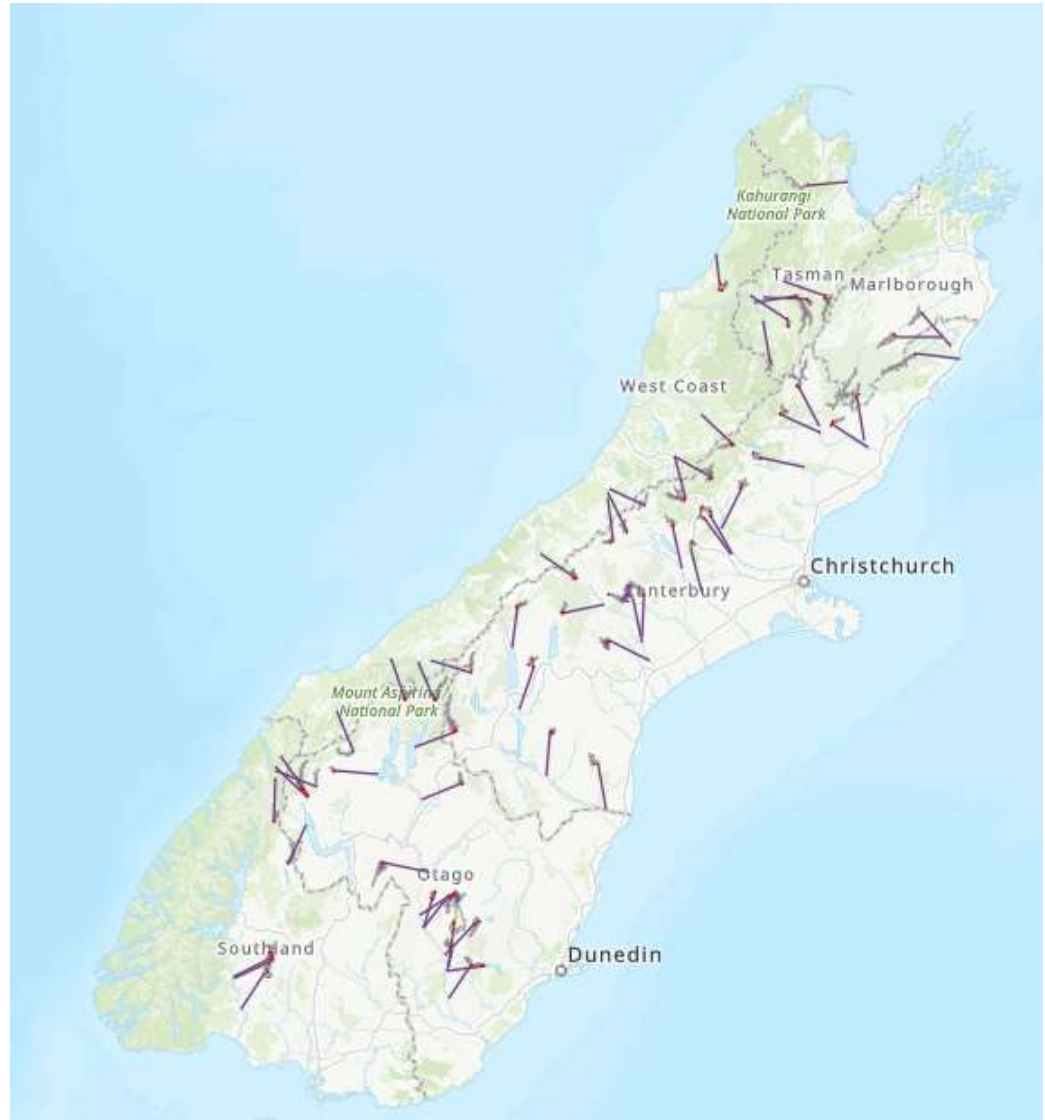 Kahurangi
National Park
Tasman
Marlborough
West Coast
Christchurch
Canterbury
Mount Aspiring
National Park
Otago
Southland
Dunedin